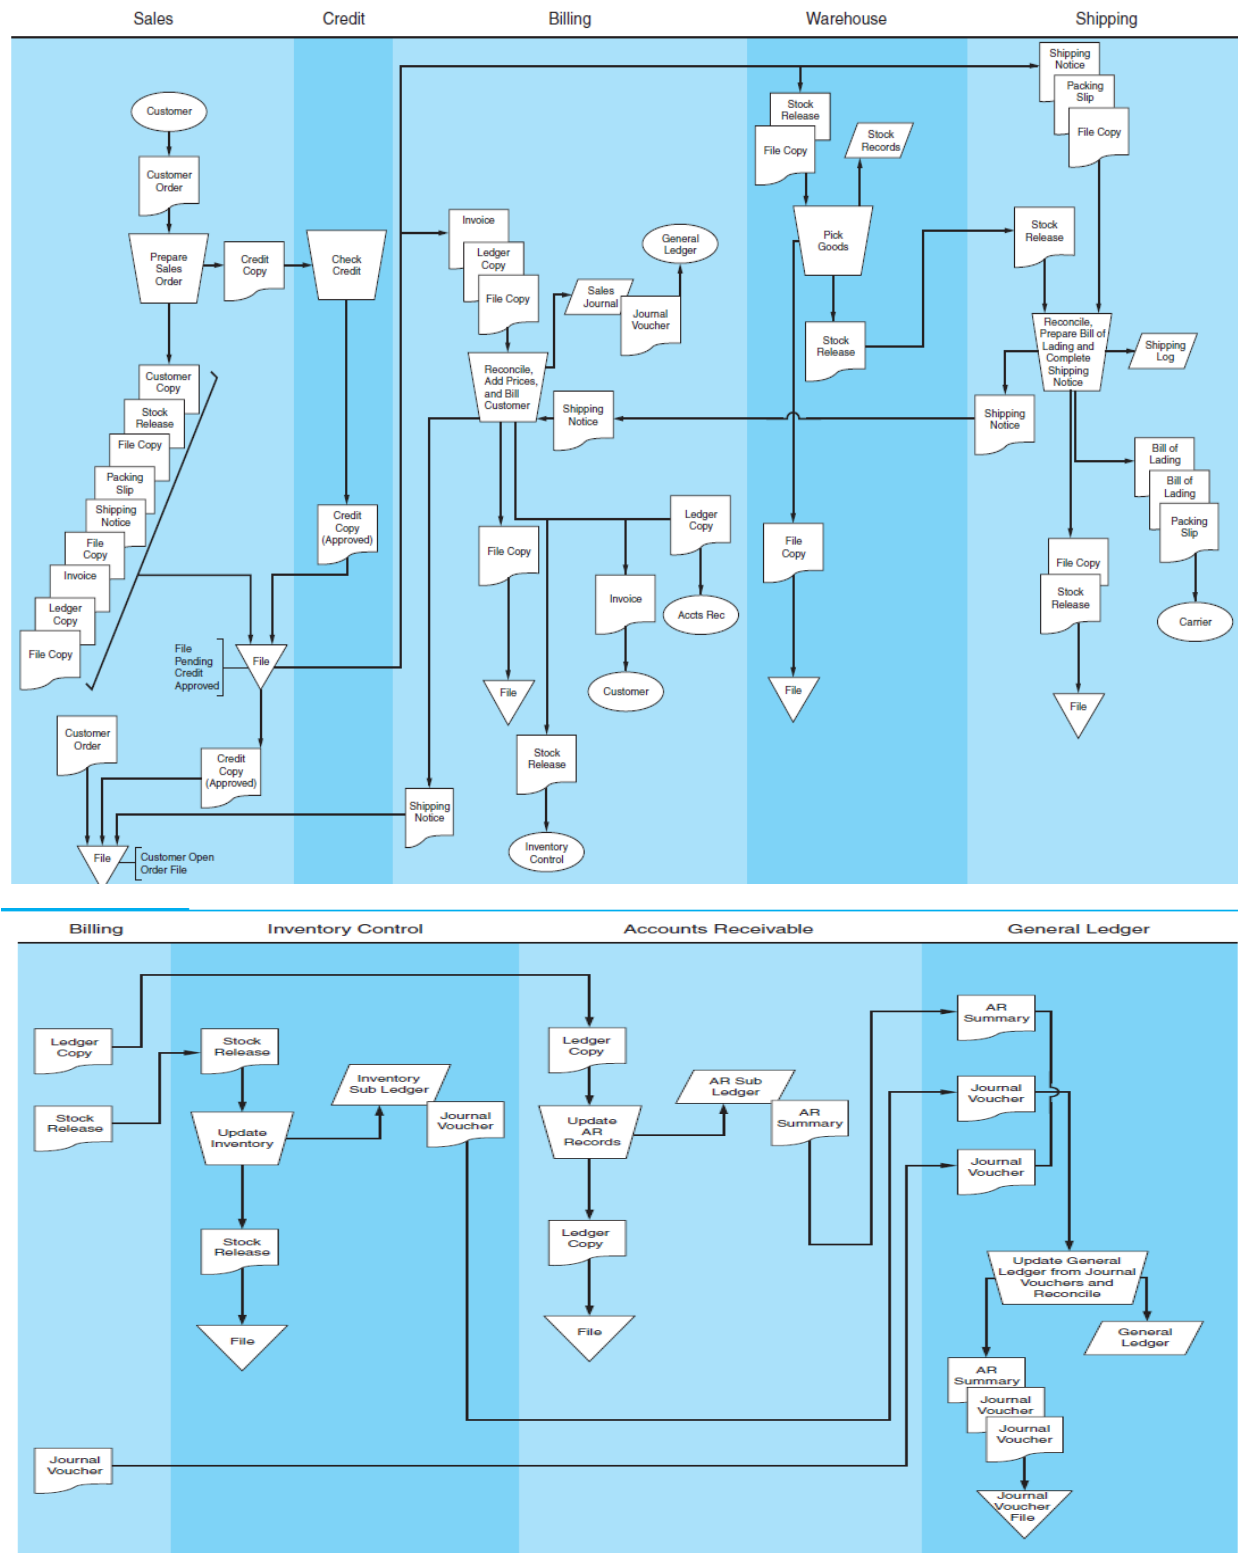 Sales
Credit
Billing
Warehouse
Shipping
Customer
Customer
Order
Prepare
Sales
Order
Credit
Copy
Check
Credit
Customer
Copy
Stock
Release
File Copy
Packing
Slip
Shipping
Notice
File
Copy
Invoice
Ledger
Copy
File Copy
Credit
Copy
(Approved)
File
Pending
Credit
Approved
File
Customer
Order
Credit
Copy
(Approved)
File
Customer Open
Order File
Invoice
Ledger
Copy
File Copy
Sales
Journal
General
Ledger
Journal
Voucher
Reconcile,
Add Prices,
and Bill
Customer
Shipping
Notice
File Copy
File
Invoice
Customer
Ledger
Copy
Accts Rec
Stock
Release
Inventory
Control
Shipping
Notice
Stock
Release
File Copy
Stock
Records
Pick
Goods
Stock
Release
File
Copy
File
Shipping
Notice
Packing
Slip
File Copy
Stock
Release
Reconcile,
Prepare Bill of
Lading and
Complete
Shipping
Notice
Shipping
Log
Shipping
Notice
Bill of
Lading
Bill of
Lading
Packing
Slip
Carrier
File Copy
Stock
Release
File
Billing
Inventory Control
Accounts Receivable
General Ledger
Ledger
Copy
Stock
Release
Journal
Voucher
Stock
Release
Update
Inventory
Inventory
Sub Ledger
Journal
Voucher
Stock
Release
File
Ledger
Copy
Update
AR
Records
AR Sub
Ledger
AR
Summary
Ledger
Copy
File
AR
Summary
Journal
Voucher
Journal
Voucher
Update General
Ledger from Journal
Vouchers and
Reconcile
General
Ledger
AR
Summary
Journal
Voucher
Journal
Voucher
Journal
Voucher
File